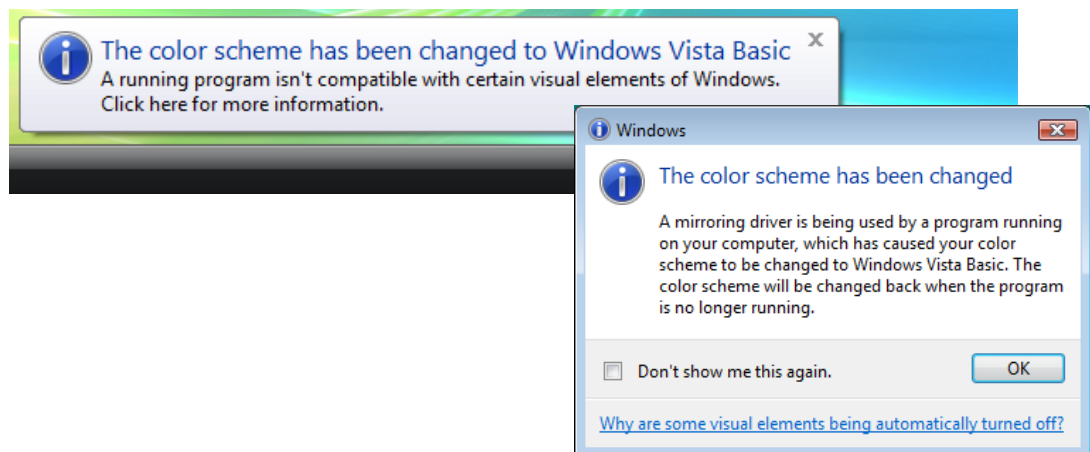 The color scheme has been changed to Windows Vista Basic
A running program isn't compatible with certain visual elements of Windows.
Click here for more information.
Windows
The color scheme has been changed
A mirroring driver is being used by a program running
on your computer, which has caused your color
scheme to be changed to Windows Vista Basic. The
color scheme will be changed back when the program
is no longer running.
Don't show me this again.
OK
Why are some visual elements being automatically turned off?